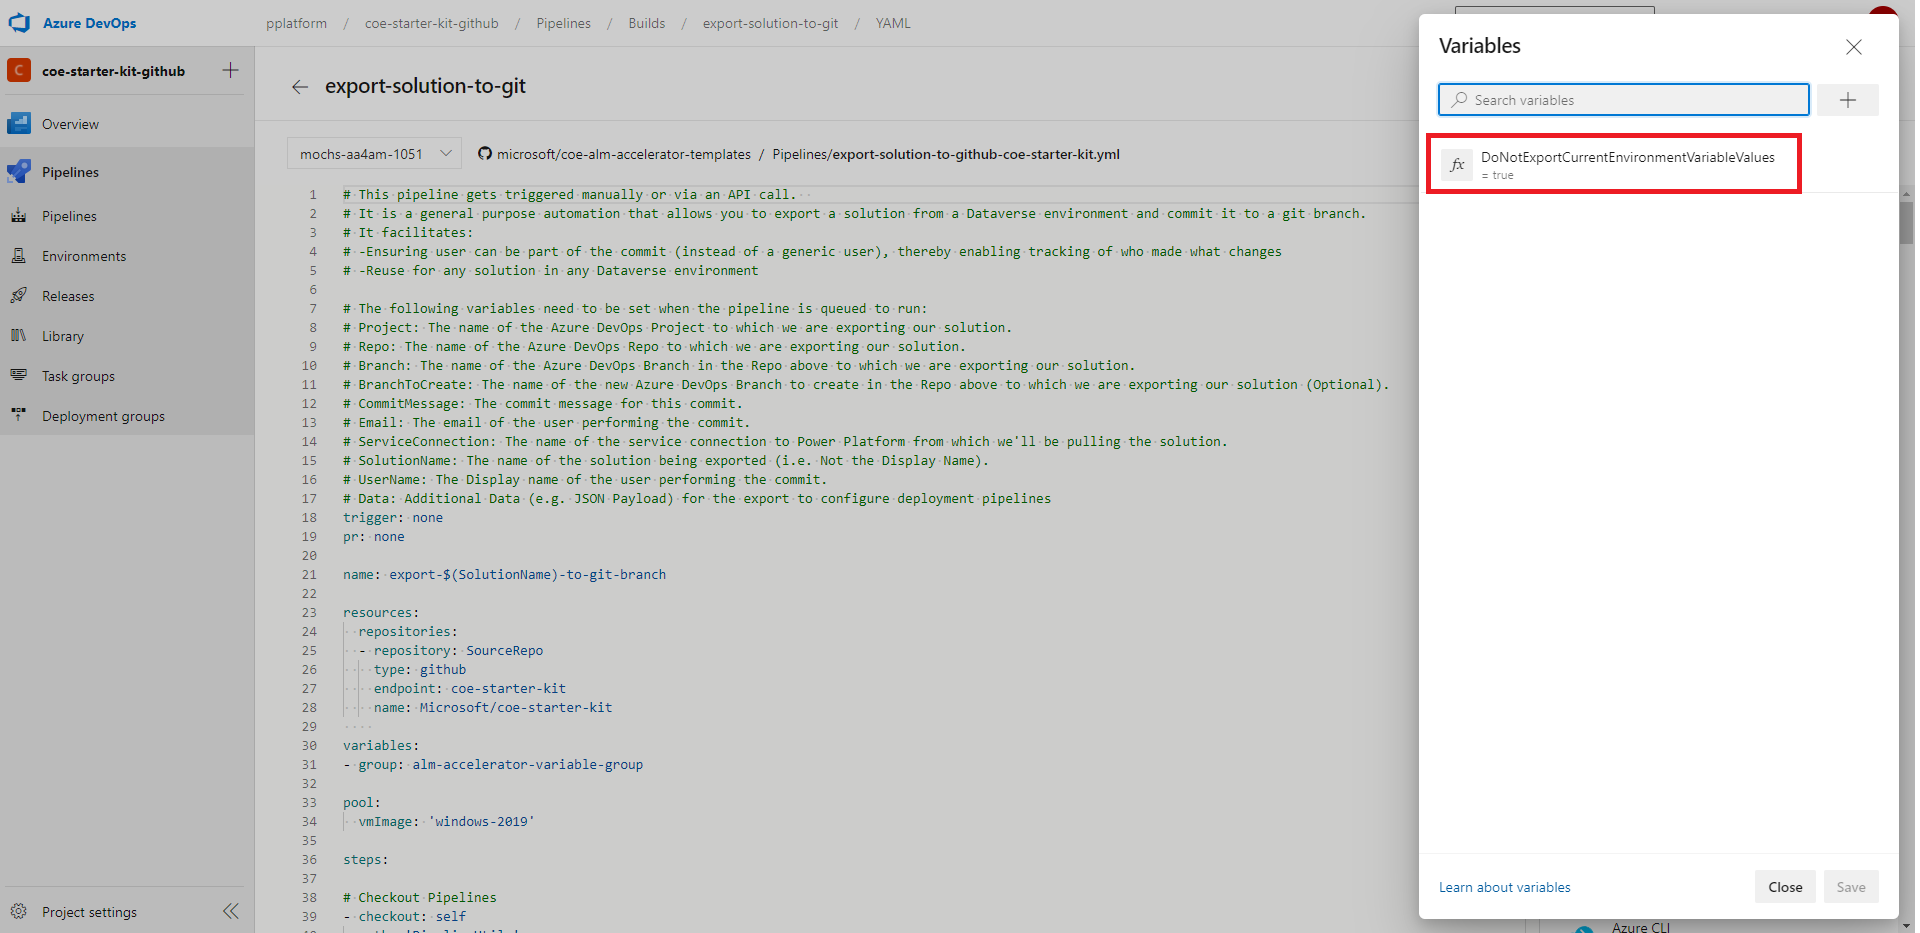 Azure DevOps
pplatform / coe-starter-kit-github / Pipelines / Builds / export-solution-to-git / YAML
C coe-starter-kit-github
Overview
Pipelines
Pipelines
Environments
Releases
Library
Task groups
Deployment groups
Project settings
export-solution-to-git
mochs-aa4am-1051 microsoft/coe-alm-accelerator-templates / Pipelines/export-solution-to-github-coe-starter-kit.yml
1 # This pipeline gets triggered manually or via an API call.
2 # It is a general purpose automation that allows you to export a solution from a Dataverse environment and commit it to a git branch.
3 # It facilitates:
4 # -Ensuring user can be part of the commit (instead of a generic user), thereby enabling tracking of who made what changes
5 # -Reuse for any solution in any Dataverse environment
6
7 # The following variables need to be set when the pipeline is queued to run:
8 # Project: The name of the Azure DevOps Project to which we are exporting our solution.
9 # Repo: The name of the Azure DevOps Repo to which we are exporting our solution.
10 # Branch: The name of the Azure DevOps Branch in the Repo above to which we are exporting our solution.
11 # BranchToCreate: The name of the new Azure DevOps Branch to create in the Repo above to which we are exporting our solution (Optional).
12 # CommitMessage: The commit message for this commit.
13 # Email: The email of the user performing the commit.
14 # ServiceConnection: The name of the service connection to Power Platform from which we'll be pulling the solution.
15 # SolutionName: The name of the solution being exported (i.e. Not the Display Name).
16 # UserName: The Display name of the user performing the commit.
17 # Data: Additional Data (e.g. JSON Payload) for the export to configure deployment pipelines
18 trigger: none
19 pr: none
20
21 name: export-$(SolutionName)-to-git-branch
22
23 resources:
24 repositories:
25 - repository: SourceRepo
26 type: github
27 endpoint: coe-starter-kit
28 name: Microsoft/coe-starter-kit
29
30 variables:
31 - group: alm-accelerator-variable-group
32
33 pool:
34 vmImage: 'windows-2019'
35
36 steps:
37
38 # Checkout Pipelines
39 - checkout: self
Variables
Search variables
fx DoNotExportCurrentEnvironmentVariableValues
= true
Learn about variables
Close Save
Azure CLI